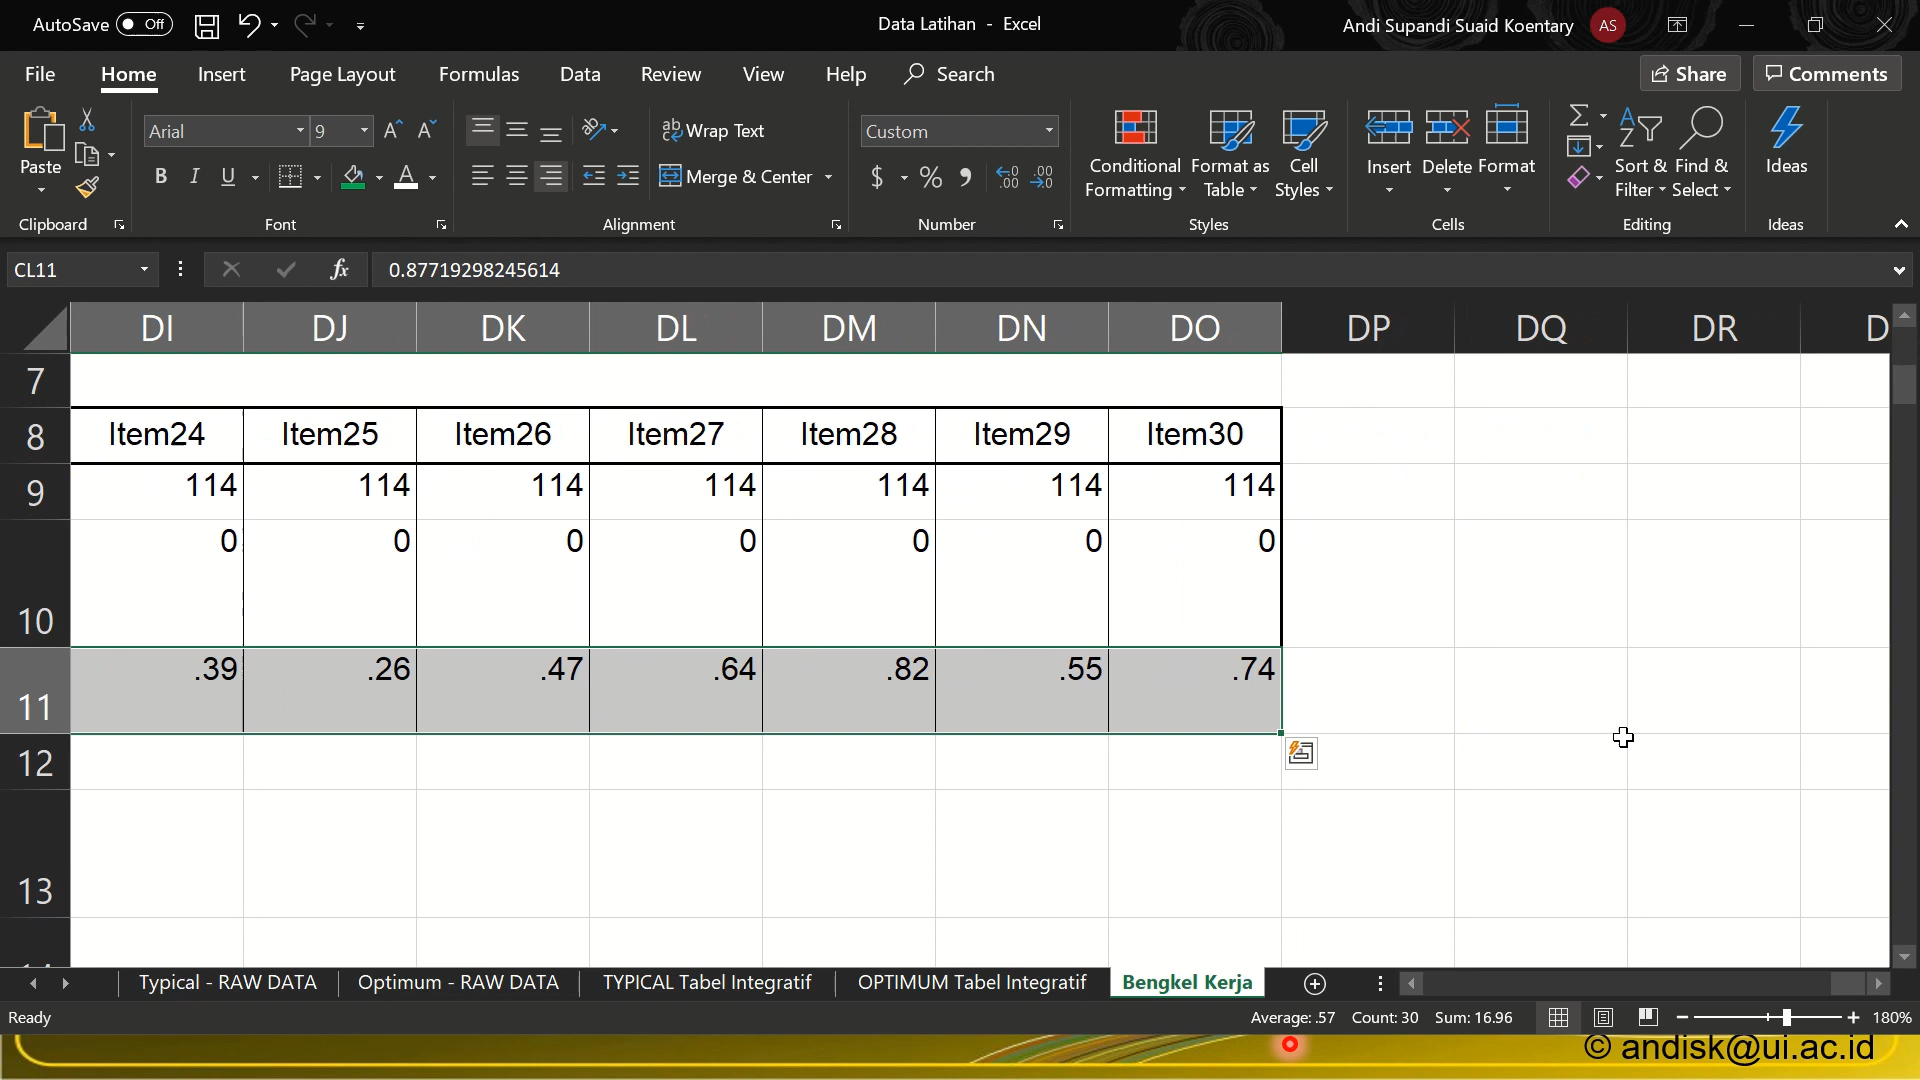 AutoSave Off Data Latihan - Excel Andi Supandi Suaid Koentary AS
File Home Insert Page Layout Formulas Data Review View Help Search Share Comments
Paste Arial 9 Wrap Text Custom Conditional Formatting Format as Table Cell Styles Insert Delete Format Sort & Filter Find & Select Ideas
B I U Merge & Center $ % 9
Clipboard Font Alignment Number Styles Cells Editing Ideas
CL11 fx 0.87719298245614
DI DJ DK DL DM DN DO DP DQ DR D
7
8 Item24 Item25 Item26 Item27 Item28 Item29 Item30
9 114 114 114 114 114 114 114
10 0 0 0 0 0 0 0
11 .39 .26 .47 .64 .82 .55 .74
12
13
Typical - RAW DATA Optimum - RAW DATA TYPICAL Tabel Integratif OPTIMUM Tabel Integratif Bengkel Kerja
Ready Average: .57 Count: 30 Sum: 16.96 180%
© andisk@ui.ac.id